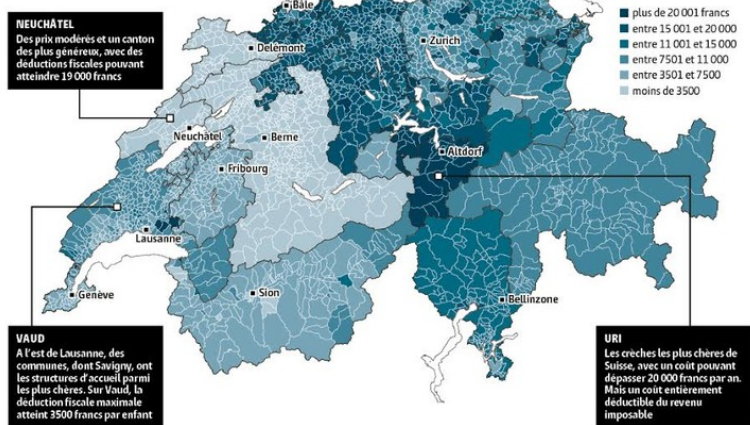 NEUCHÂTEL
Des prix modérés et un canton
des plus généreux, avec des
déductions fiscales pouvant
atteindre 19 000 francs
Bâle
Delémont
Zurich
plus de 20 001 francs
entre 15 001 et 20 000
entre 11 001 et 15 000
entre 7501 et 11 000
entre 3501 et 7500
moins de 3500
Neuchâtel
Berne
Altdorf
Fribourg
Lausanne
Genève
Sion
Bellinzone
VAUD
A l'est de Lausanne, des
communes, dont Savigny, ont
les structures d'accueil parmi
les plus chères. Sur Vaud, la
déduction fiscale maximale
atteint 3500 francs par enfant
URI
Les crèches les plus chères de
Suisse, avec un coût pouvant
dépasser 20 000 francs par an.
Mais un coût entièrement
déductible du revenu
imposable